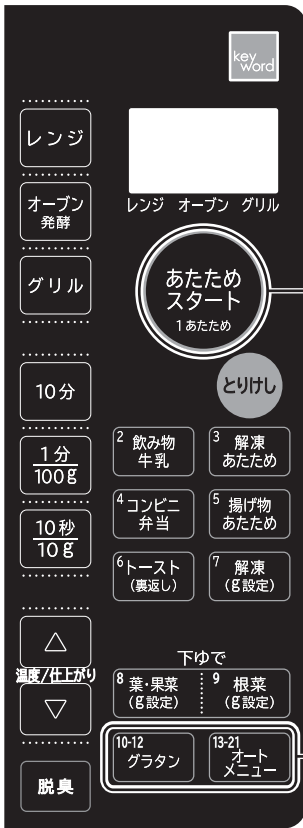 key
word
レンジ
オーブン
発酵
グリル
10分
1分
100g
10秒
10g
温度/仕上がり
脱臭
レンジ オーブン グリル
あたため
スタート
1あたため
とりけし
2 飲み物
牛乳
3 解凍
あたため
4 コンビニ
弁当
5 揚げ物
あたため
6 トースト
(裏返し)
7 解凍
(g設定)
下ゆで
8 葉・果菜
(g設定)
9 根菜
(g設定)
10-12
グラタン
13-21
オート
メニュー